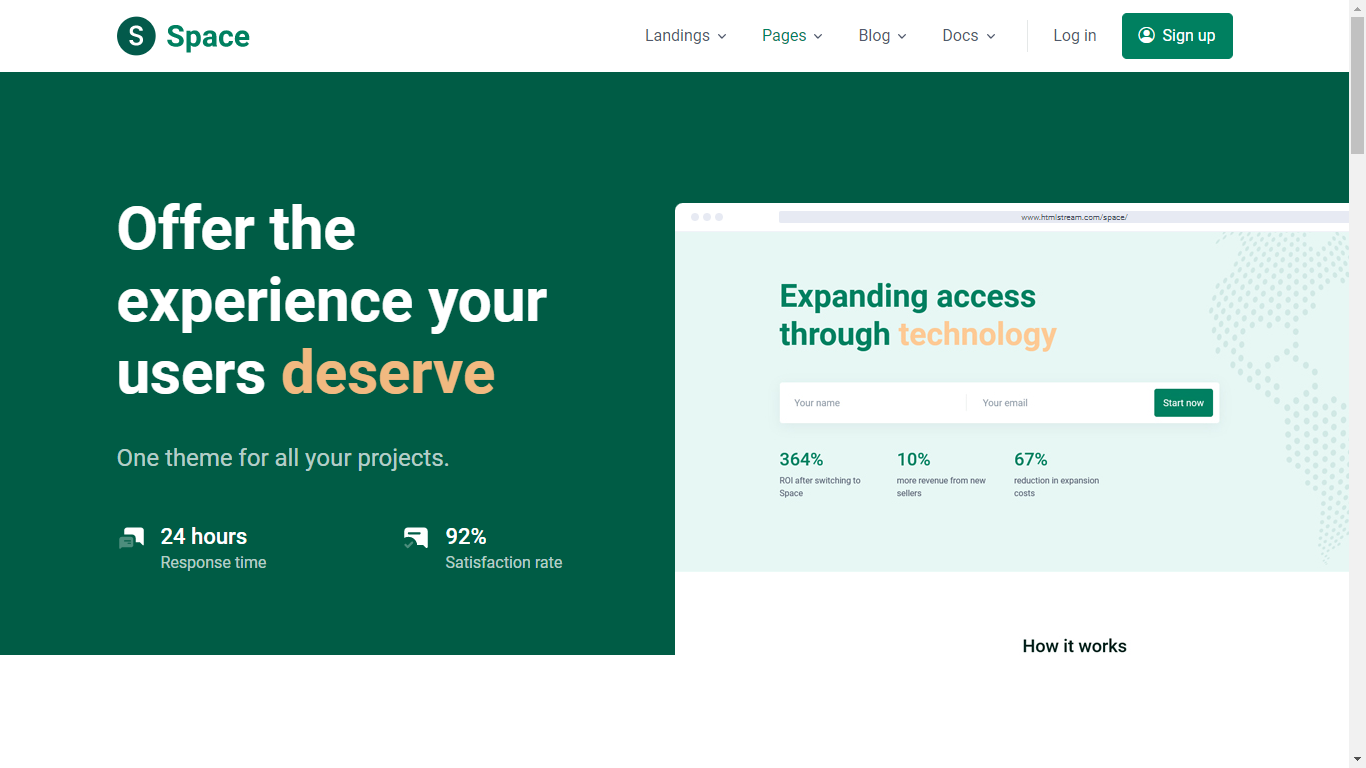 S Space
Landings
Pages
Blog
Docs
Log in
Sign up
Offer the
experience your
users deserve
One theme for all your projects.
24 hours
Response time
92%
Satisfaction rate
www.htmlstream.com/space/
Expanding access
through technology
Your name
Your email
Start now
364%
ROI after switching to
Space
10%
more revenue from new
sellers
67%
reduction in expansion
costs
How it works